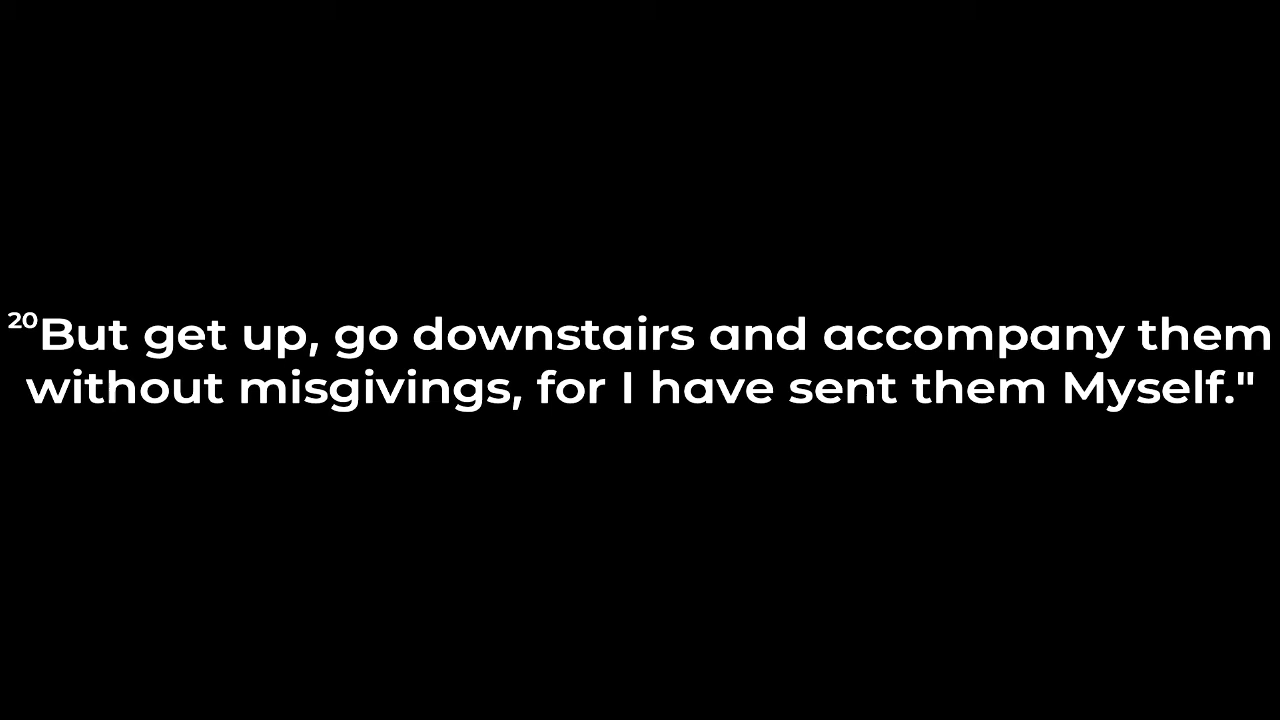 20But get up, go downstairs and accompany them
without misgivings, for I have sent them Myself."